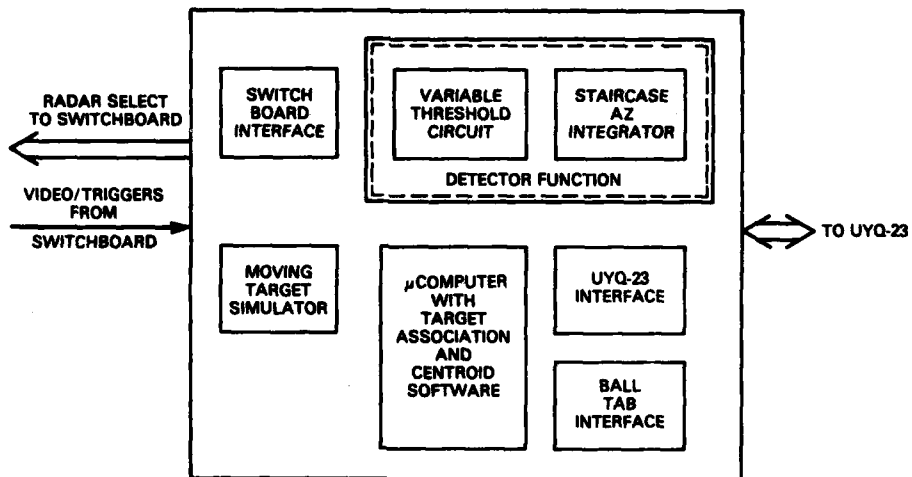 RADAR SELECT
TO SWITCHBOARD
VIDEO/TRIGGERS
FROM
SWITCHBOARD
SWITCH
BOARD
INTERFACE
VARIABLE
THRESHOLD
CIRCUIT
STAIRCASE
AZ
INTEGRATOR
DETECTOR FUNCTION
MOVING
TARGET
SIMULATOR
μCOMPUTER
WITH
TARGET
ASSOCIATION
AND
CENTROID
SOFTWARE
UYQ-23
INTERFACE
BALL
TAB
INTERFACE
TO UYQ-23